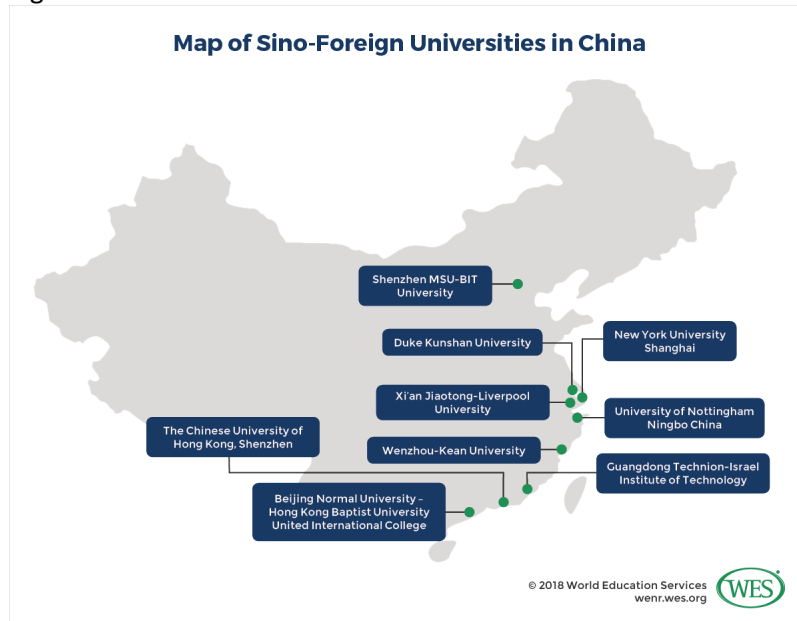 Map of Sino-Foreign Universities in China
Shenzhen MSU-BIT
University
New York University
Shanghai
Duke Kunshan University
Xi'an Jiaotong-Liverpool
University
University of Nottingham
Ningbo China
The Chinese University of
Hong Kong, Shenzhen
Wenzhou-Kean University
Guangdong Technion-Israel
Institute of Technology
Beijing Normal University –
Hong Kong Baptist University
United International College
© 2018 World Education Services
wenr.wes.org
WES